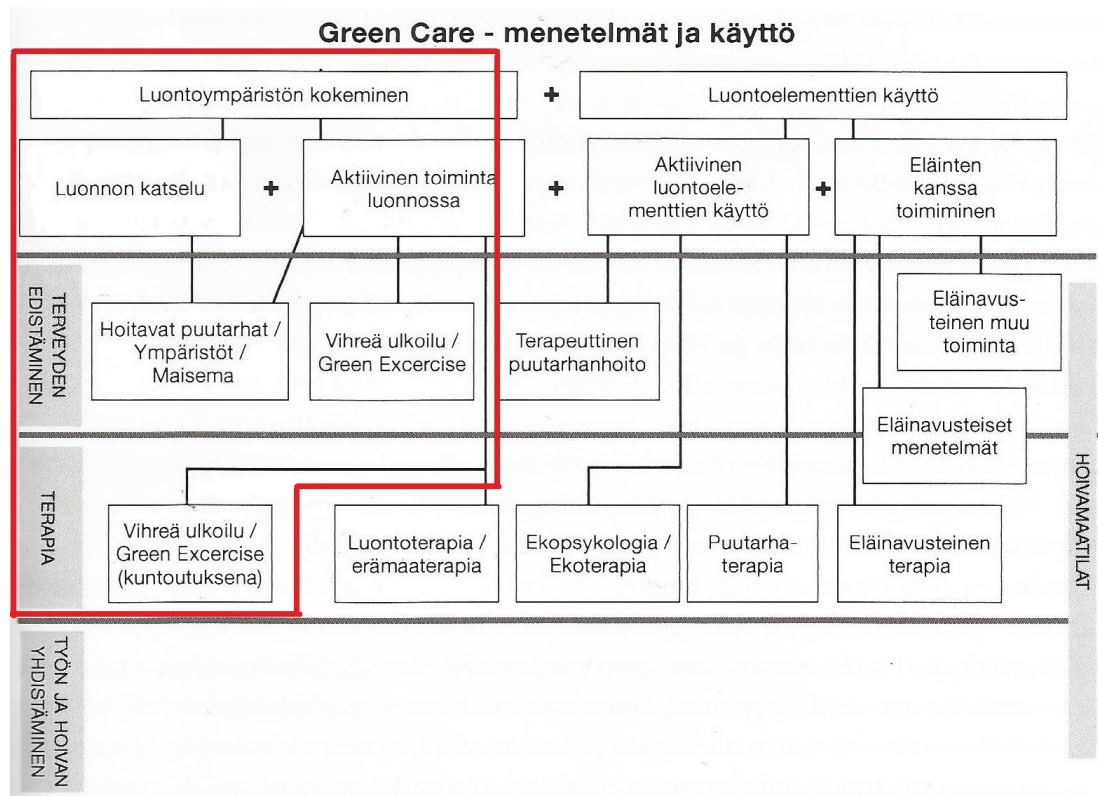 Green Care - menetelmät ja käyttö
Luontoympäristön kokeminen
+
Luontoelementtien käyttö
Luonnon katselu
+
Aktiivinen toiminta
luonnossa
+
Aktiivinen
luontoele-
menttien käyttö
+
Eläinten
kanssa
toimiminen
TERVEYDEN
EDISTÄMINEN
Hoitavat puutarhat /
Ympäristöt /
Maisema
Vihreä ulkoilu /
Green Excercise
Terapeuttinen
puutarhanhoito
Eläinavus-
teinen muu
toiminta
Eläinavusteiset
menetelmät
HOIVAMAATILAT
TERAPIA
Vihreä ulkoilu /
Green Excercise
(kuntoutuksena)
Luontoterapia /
erämaaterapia
Ekopsykologia /
Ekoterapia
Puutarha-
terapia
Eläinavusteinen
terapia
TYÖN JA HOIVAN
YHDISTÄMINEN